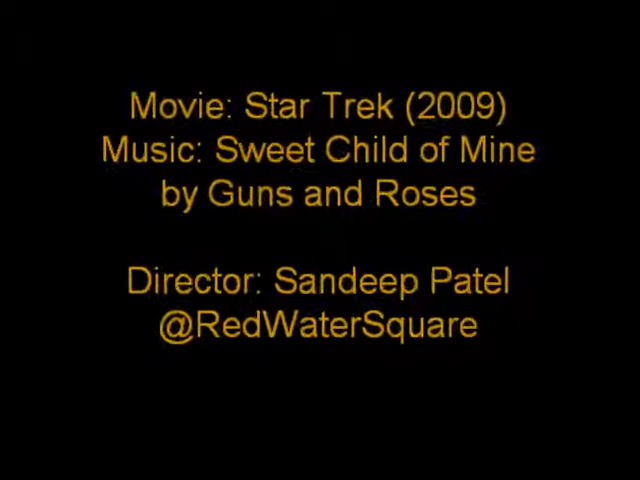 Movie: Star Trek (2009)
Music: Sweet Child of Mine
by Guns and Roses
Director: Sandeep Patel
@RedWaterSquare